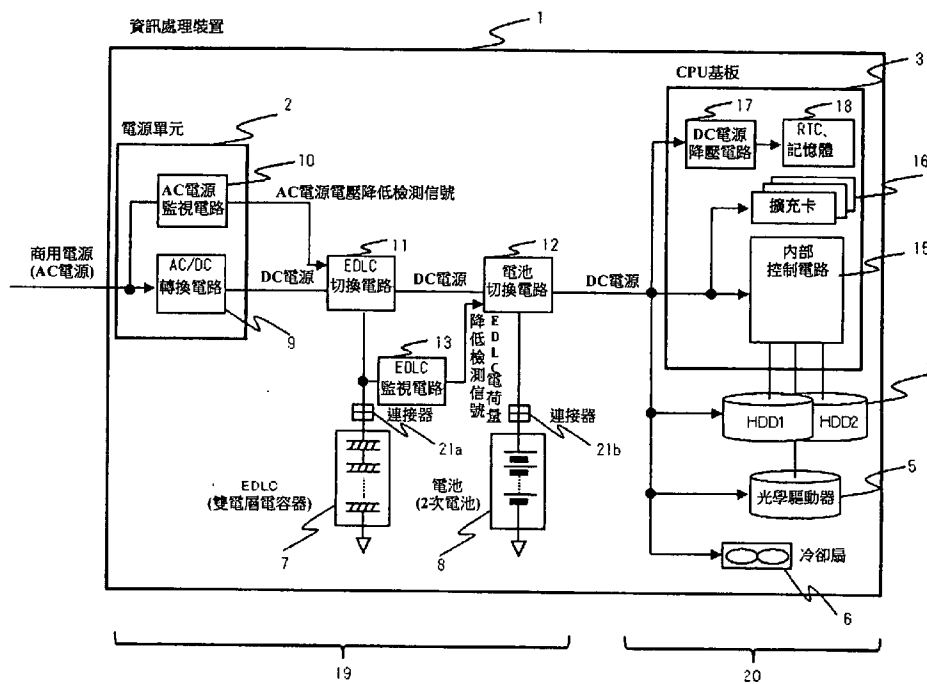 資訊處理裝置
1
3
CPU基板
2
電源單元
10
AC電源
監視電路
AC電源電壓降低檢測信號
17
DC電源
降壓電路
18
RTC、
記憶體
16
擴充卡
商用電源
(AC電源)
AC/DC
轉換電路
9
DC電源
11
EDLC
切換電路
DC電源
12
電池
切換電路
DC電源
內部
控制電路
15
13
EDLC
監視電路
EDLC電荷量
降低檢測信號
連接器
21a
連接器
21b
HDD1
HDD2
EDLC
(雙電層電容器)
7
電池
(2次電池)
8
光學驅動器
5
冷卻扇
6
19
20